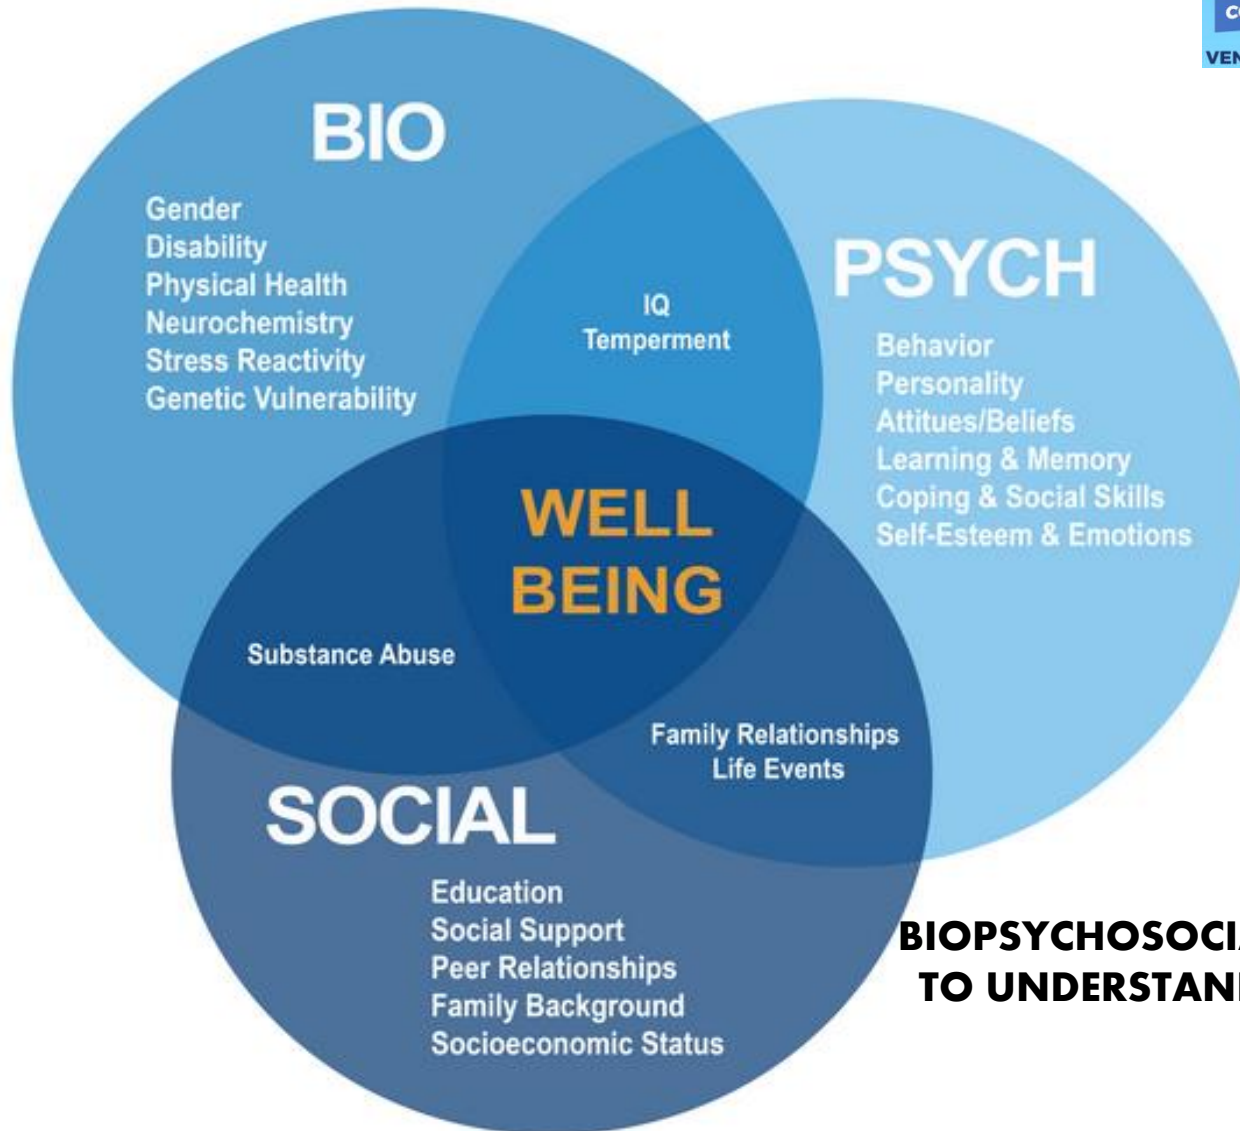 BIO
Gender
Disability
Physical Health
Neurochemistry
Stress Reactivity
Genetic Vulnerability
IQ
Temperment
PSYCH
Behavior
Personality
Attitues/Beliefs
Learning & Memory
Coping & Social Skills
Self-Esteem & Emotions
WELL
BEING
Substance Abuse
Family Relationships
Life Events
SOCIAL
Education
Social Support
Peer Relationships
Family Background
Socioeconomic Status
TO